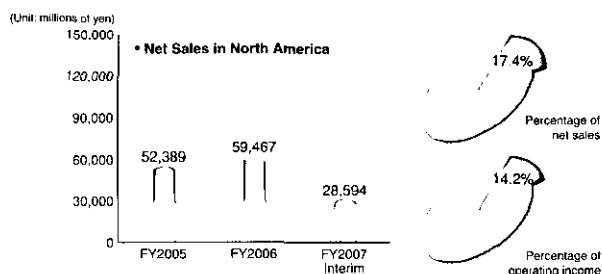 (Unit: millions of yen)
150,000
• Net Sales in North America
150,000
90,000
60,000
30,000
0
52,389
59,467
28,594
FY2005
FY2006
FY2007
Interim
17.4%
Percentage of
net sales
14.2%
Percentage of
operating income